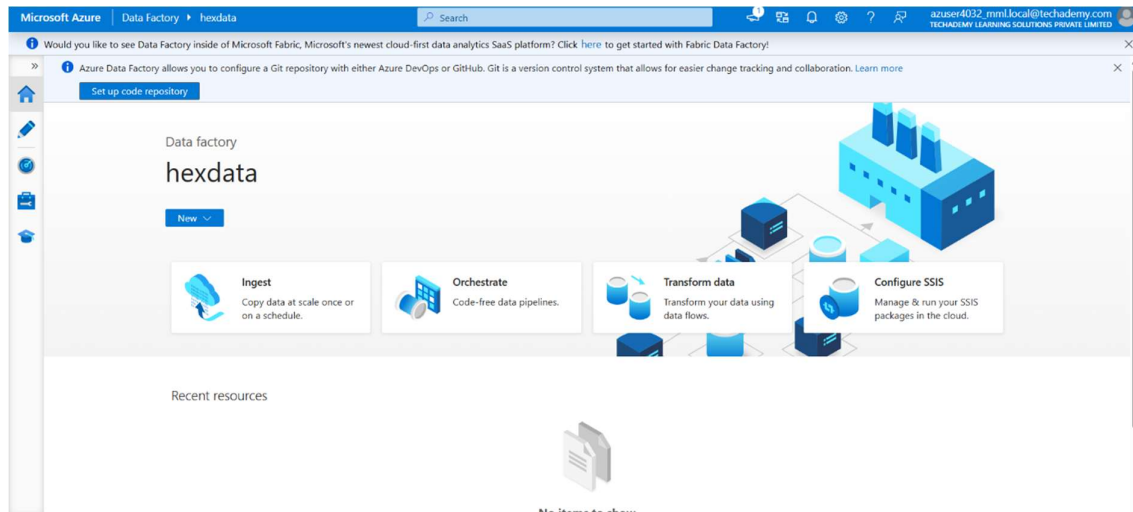 Microsoft Azure Data Factory hexdata Search 1 azuser4032_mml.local@techademy.com
TECHADEMY LEARNING SOLUTIONS PRIVATE LIMITED
Would you like to see Data Factory inside of Microsoft Fabric, Microsoft's newest cloud-first data analytics SaaS platform? Click here to get started with Fabric Data Factory!
Azure Data Factory allows you to configure a Git repository with either Azure DevOps or GitHub. Git is a version control system that allows for easier change tracking and collaboration. Learn more
Set up code repository
Data factory
hexdata
New
Ingest
Copy data at scale once or
on a schedule.
Orchestrate
Code-free data pipelines.
Transform data
Transform your data using
data flows.
Configure SSIS
Manage & run your SSIS
packages in the cloud.
Recent resources
No items to show